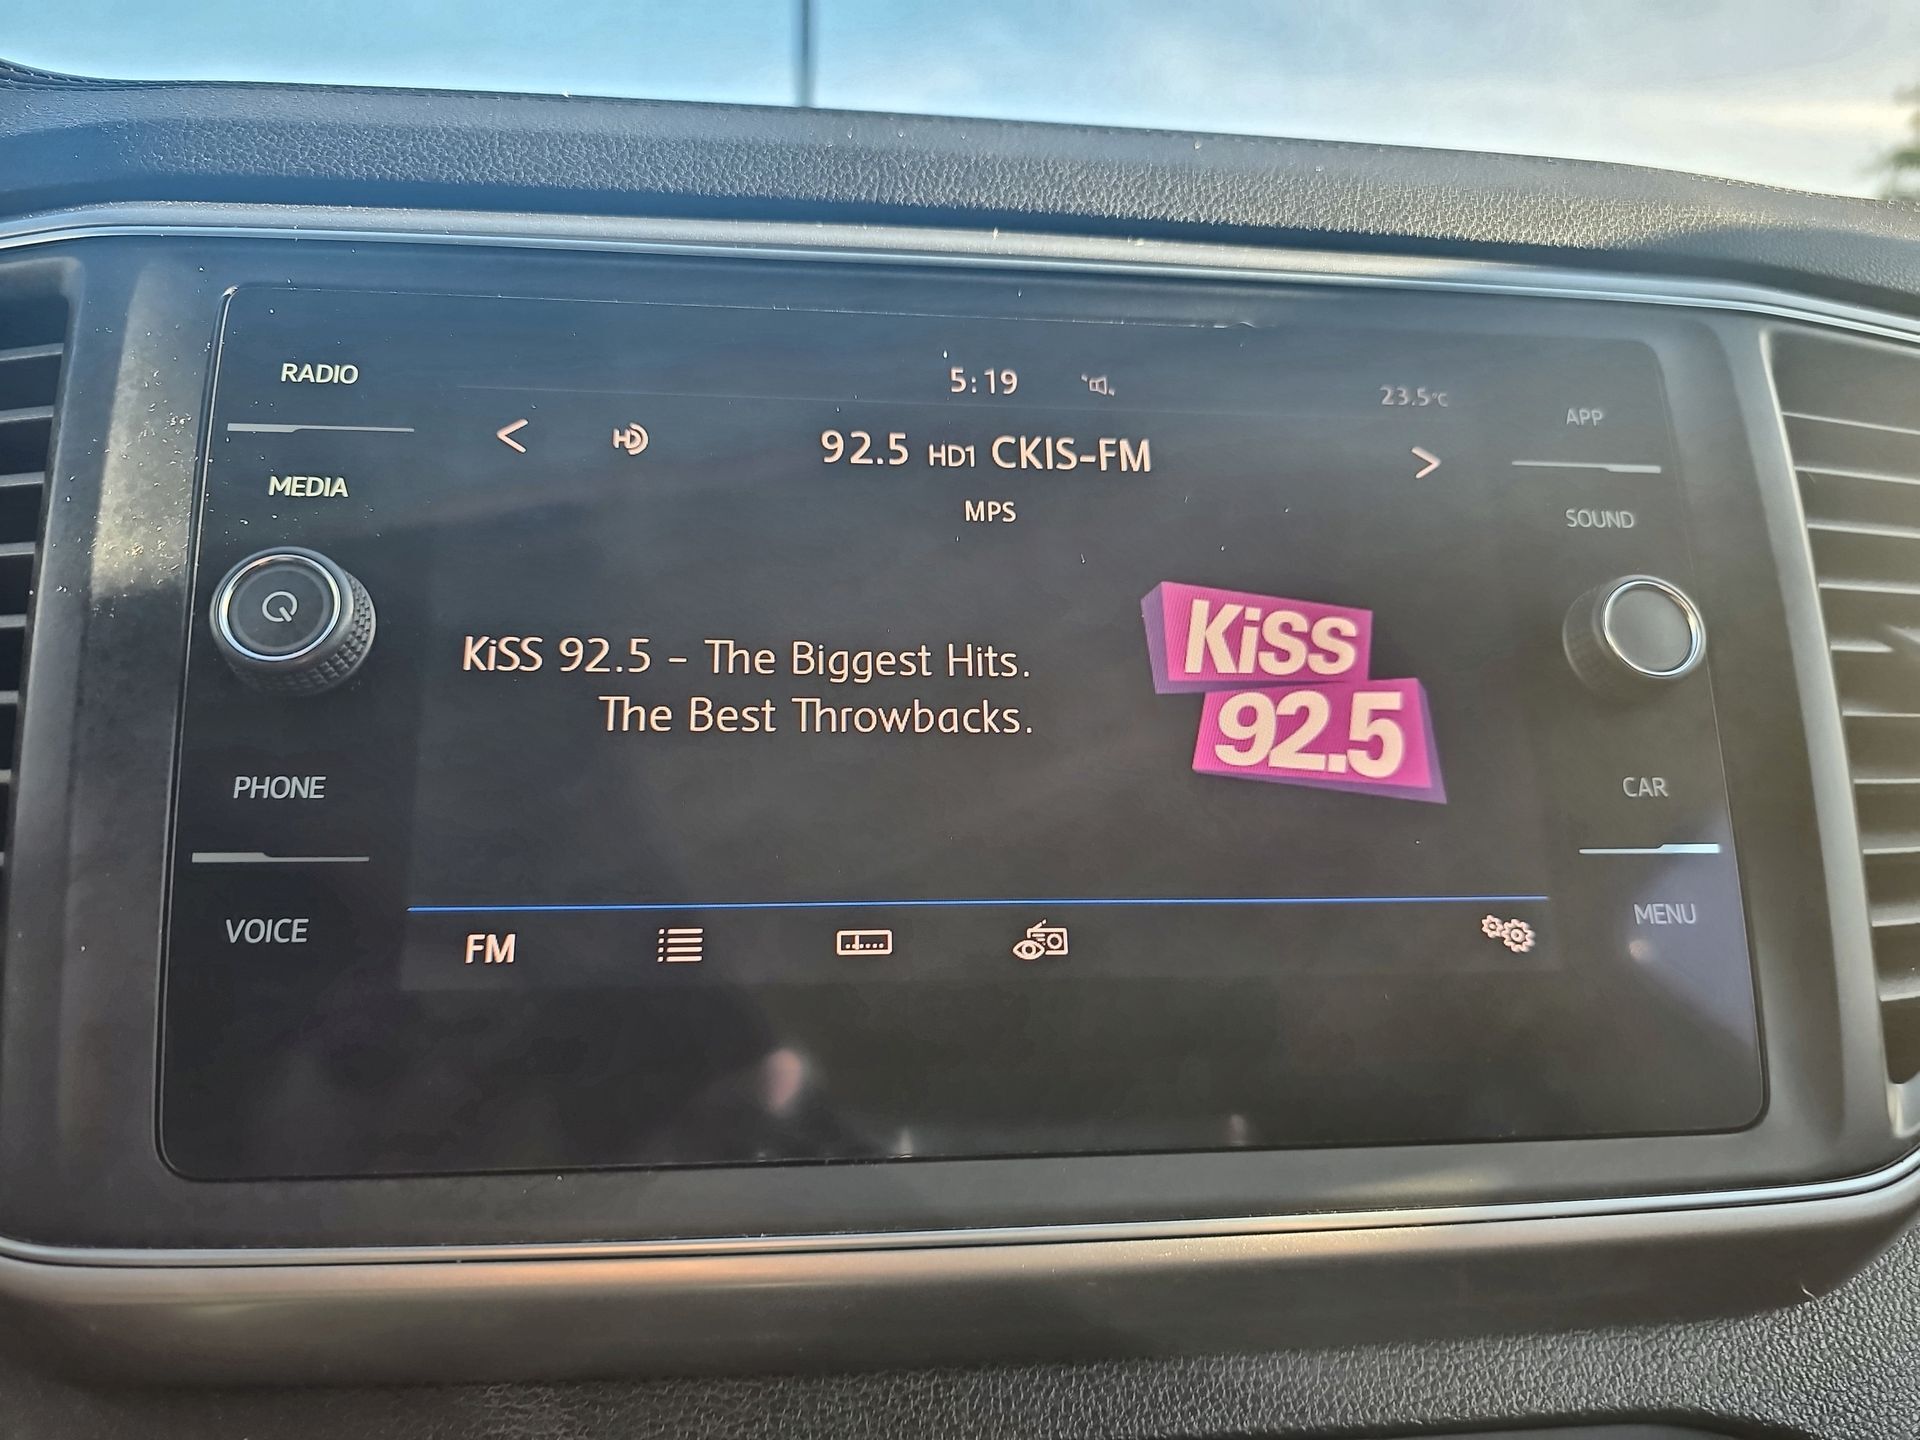 RADIO
MEDIA
PHONE
VOICE
5:19
23.5°C
HD
92.5 HD1 CKIS-FM
MPS
KiSS 92.5 - The Biggest Hits.
The Best Throwbacks.
KiSS
92.5
FM
APP
SOUND
CAR
MENU